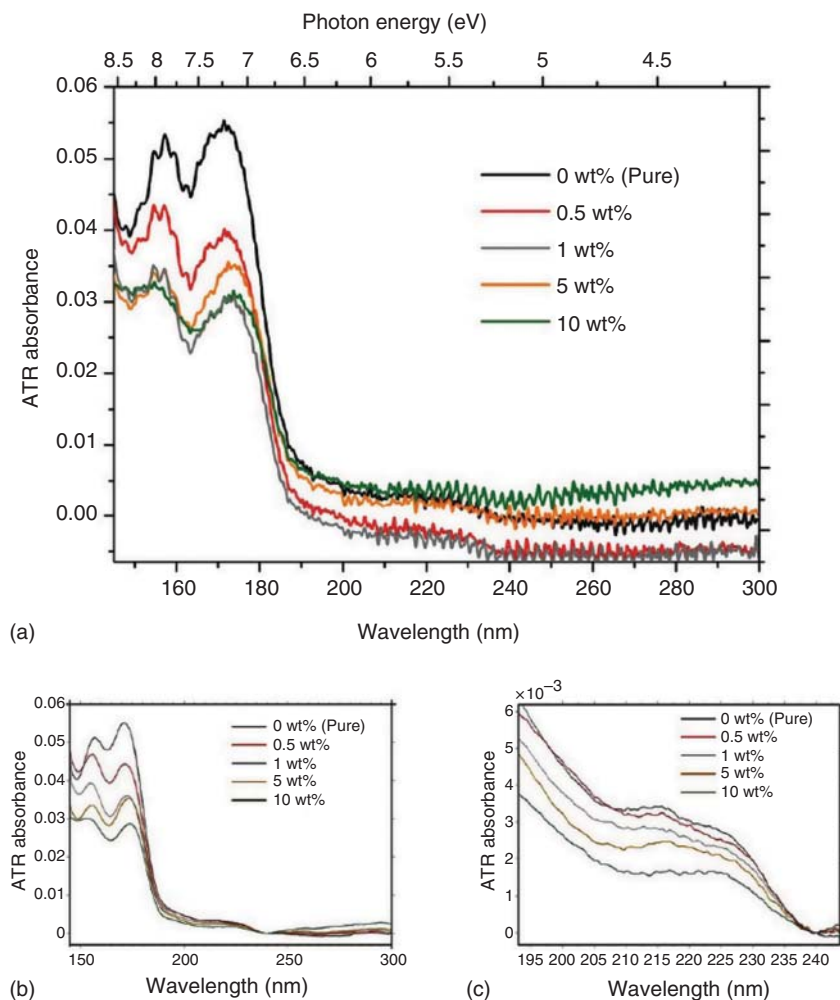 Photon energy (eV)
8.5 8 7.5 7 6.5 6 5.5 5 4.5
0.06
0.05
0.04
0.03
0.02
0.01
0.00
ATR absorbance
0 wt% (Pure)
0.5 wt%
1 wt%
5 wt%
10 wt%
160 180 200 220 240 260 280 300
(a)
Wavelength (nm)
0.06
0.05
0.04
0.03
0.02
0.01
0
ATR absorbance
0 wt% (Pure)
0.5 wt%
1 wt%
5 wt%
10 wt%
150 200 250 300
(b)
Wavelength (nm)
×10−3
6
5
4
3
2
1
0
ATR absorbance
0 wt% (Pure)
0.5 wt%
1 wt%
5 wt%
10 wt%
195 200 205 210 215 220 225 230 235 240
(c)
Wavelength (nm)